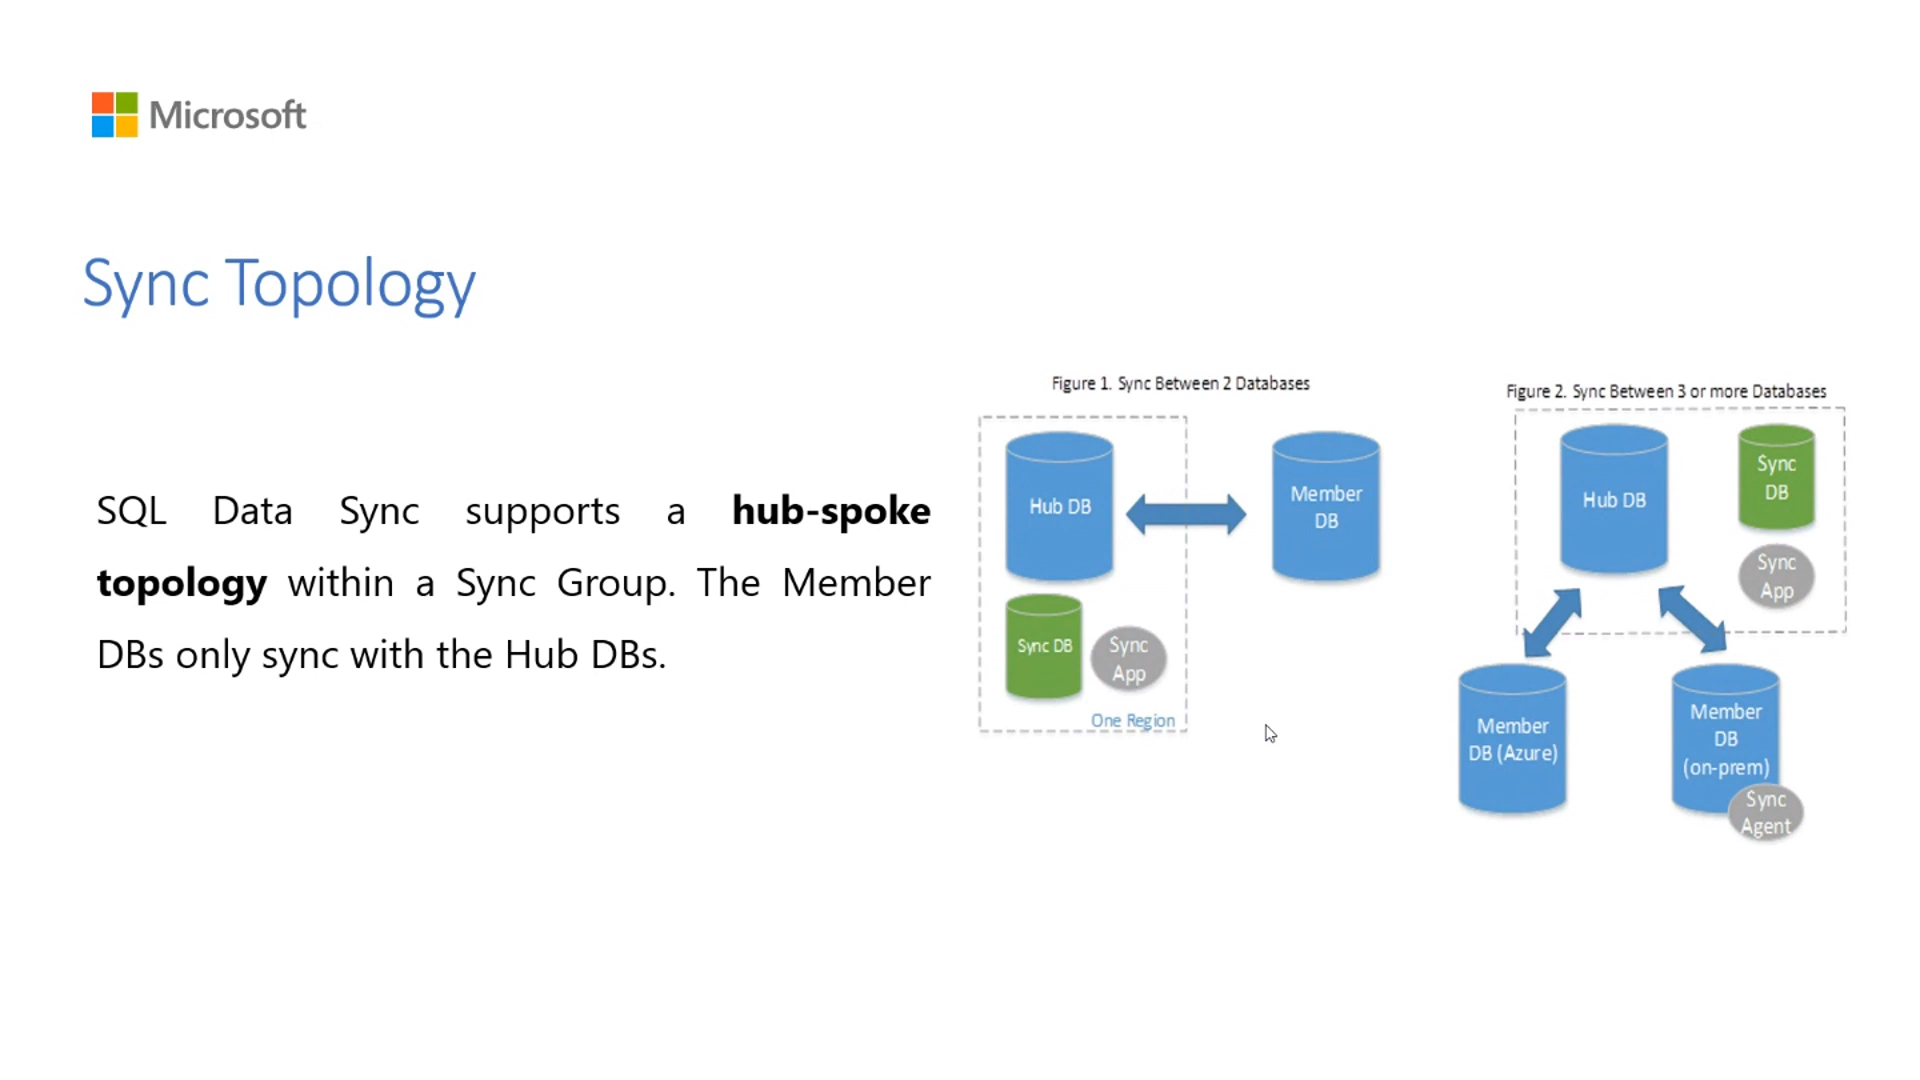 Microsoft
Sync Topology
SQL Data Sync supports a hub-spoke
topology within a Sync Group. The Member
DBs only sync with the Hub DBs.
Figure 1. Sync Between 2 Databases
Hub DB
Member
DB
Sync DB
Sync
App
One Region
Figure 2. Sync Between 3 or more Databases
Hub DB
Sync
DB
Sync
App
Member
DB (Azure)
Member
DB
(on-prem)
Sync
Agent